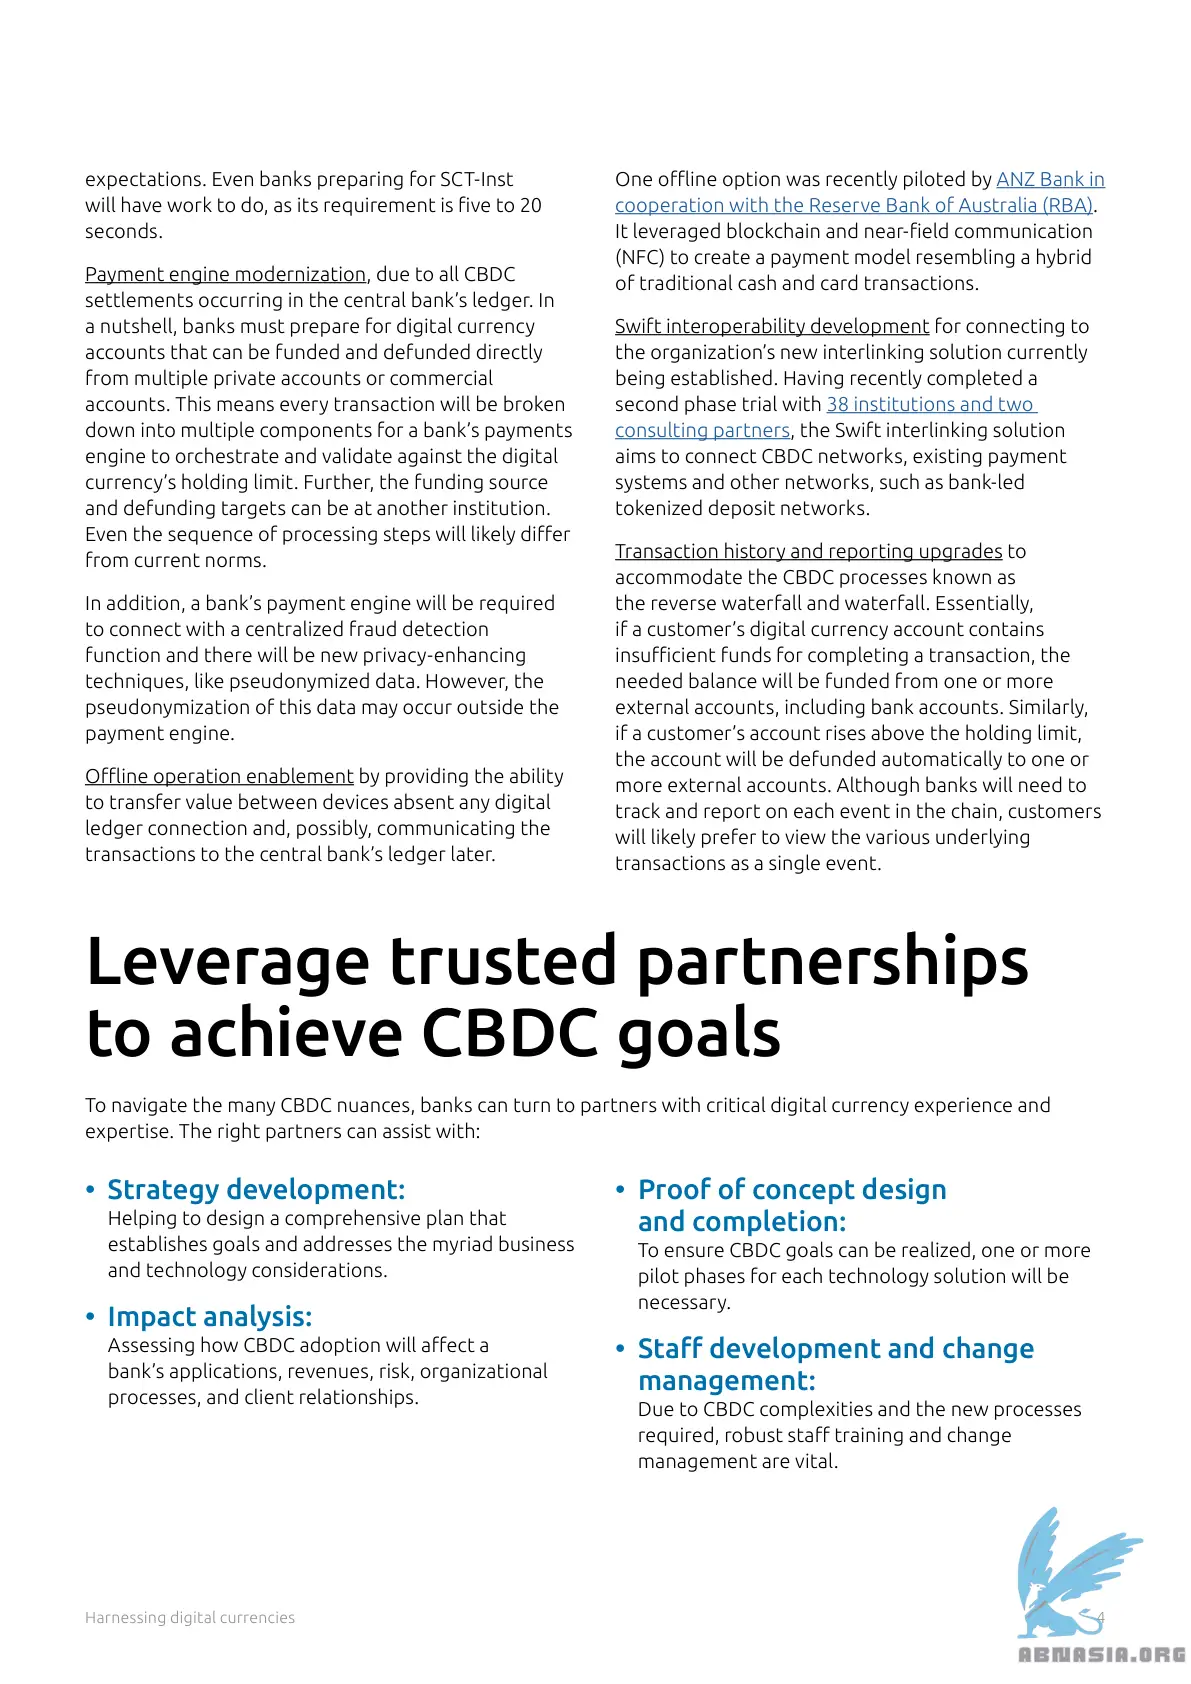 expectations. Even banks preparing for SCT-Inst
will have work to do, as its requirement is five to 20
seconds.
Payment engine modernization, due to all CBDC
settlements occurring in the central bank’s ledger. In
a nutshell, banks must prepare for digital currency
accounts that can be funded and defunded directly
from multiple private accounts or commercial
accounts. This means every transaction will be broken
down into multiple components for a bank’s payments
engine to orchestrate and validate against the digital
currency’s holding limit. Further, the funding source
and defunding targets can be at another institution.
Even the sequence of processing steps will likely differ
from current norms.
In addition, a bank’s payment engine will be required
to connect with a centralized fraud detection
function and there will be new privacy-enhancing
techniques, like pseudonymized data. However, the
pseudonymization of this data may occur outside the
payment engine.
Offline operation enablement by providing the ability
to transfer value between devices absent any digital
ledger connection and, possibly, communicating the
transactions to the central bank’s ledger later.
One offline option was recently piloted by ANZ Bank in
cooperation with the Reserve Bank of Australia (RBA).
It leveraged blockchain and near-field communication
(NFC) to create a payment model resembling a hybrid
of traditional cash and card transactions.
Swift interoperability development for connecting to
the organization’s new interlinking solution currently
being established. Having recently completed a
second phase trial with 38 institutions and two
consulting partners, the Swift interlinking solution
aims to connect CBDC networks, existing payment
systems and other networks, such as bank-led
tokenized deposit networks.
Transaction history and reporting upgrades to
accommodate the CBDC processes known as
the reverse waterfall and waterfall. Essentially,
if a customer’s digital currency account contains
insufficient funds for completing a transaction, the
needed balance will be funded from one or more
external accounts, including bank accounts. Similarly,
if a customer’s account rises above the holding limit,
the account will be defunded automatically to one or
more external accounts. Although banks will need to
track and report on each event in the chain, customers
will likely prefer to view the various underlying
transactions as a single event.
Leverage trusted partnerships
to achieve CBDC goals
To navigate the many CBDC nuances, banks can turn to partners with critical digital currency experience and
expertise. The right partners can assist with:
• Strategy development:
Helping to design a comprehensive plan that
establishes goals and addresses the myriad business
and technology considerations.
• Impact analysis:
Assessing how CBDC adoption will affect a
bank’s applications, revenues, risk, organizational
processes, and client relationships.
• Proof of concept design
and completion:
To ensure CBDC goals can be realized, one or more
pilot phases for each technology solution will be
necessary.
• Staff development and change
management:
Due to CBDC complexities and the new processes
required, robust staff training and change
management are vital.
Harnessing digital currencies
4
ABNASIA.ORG